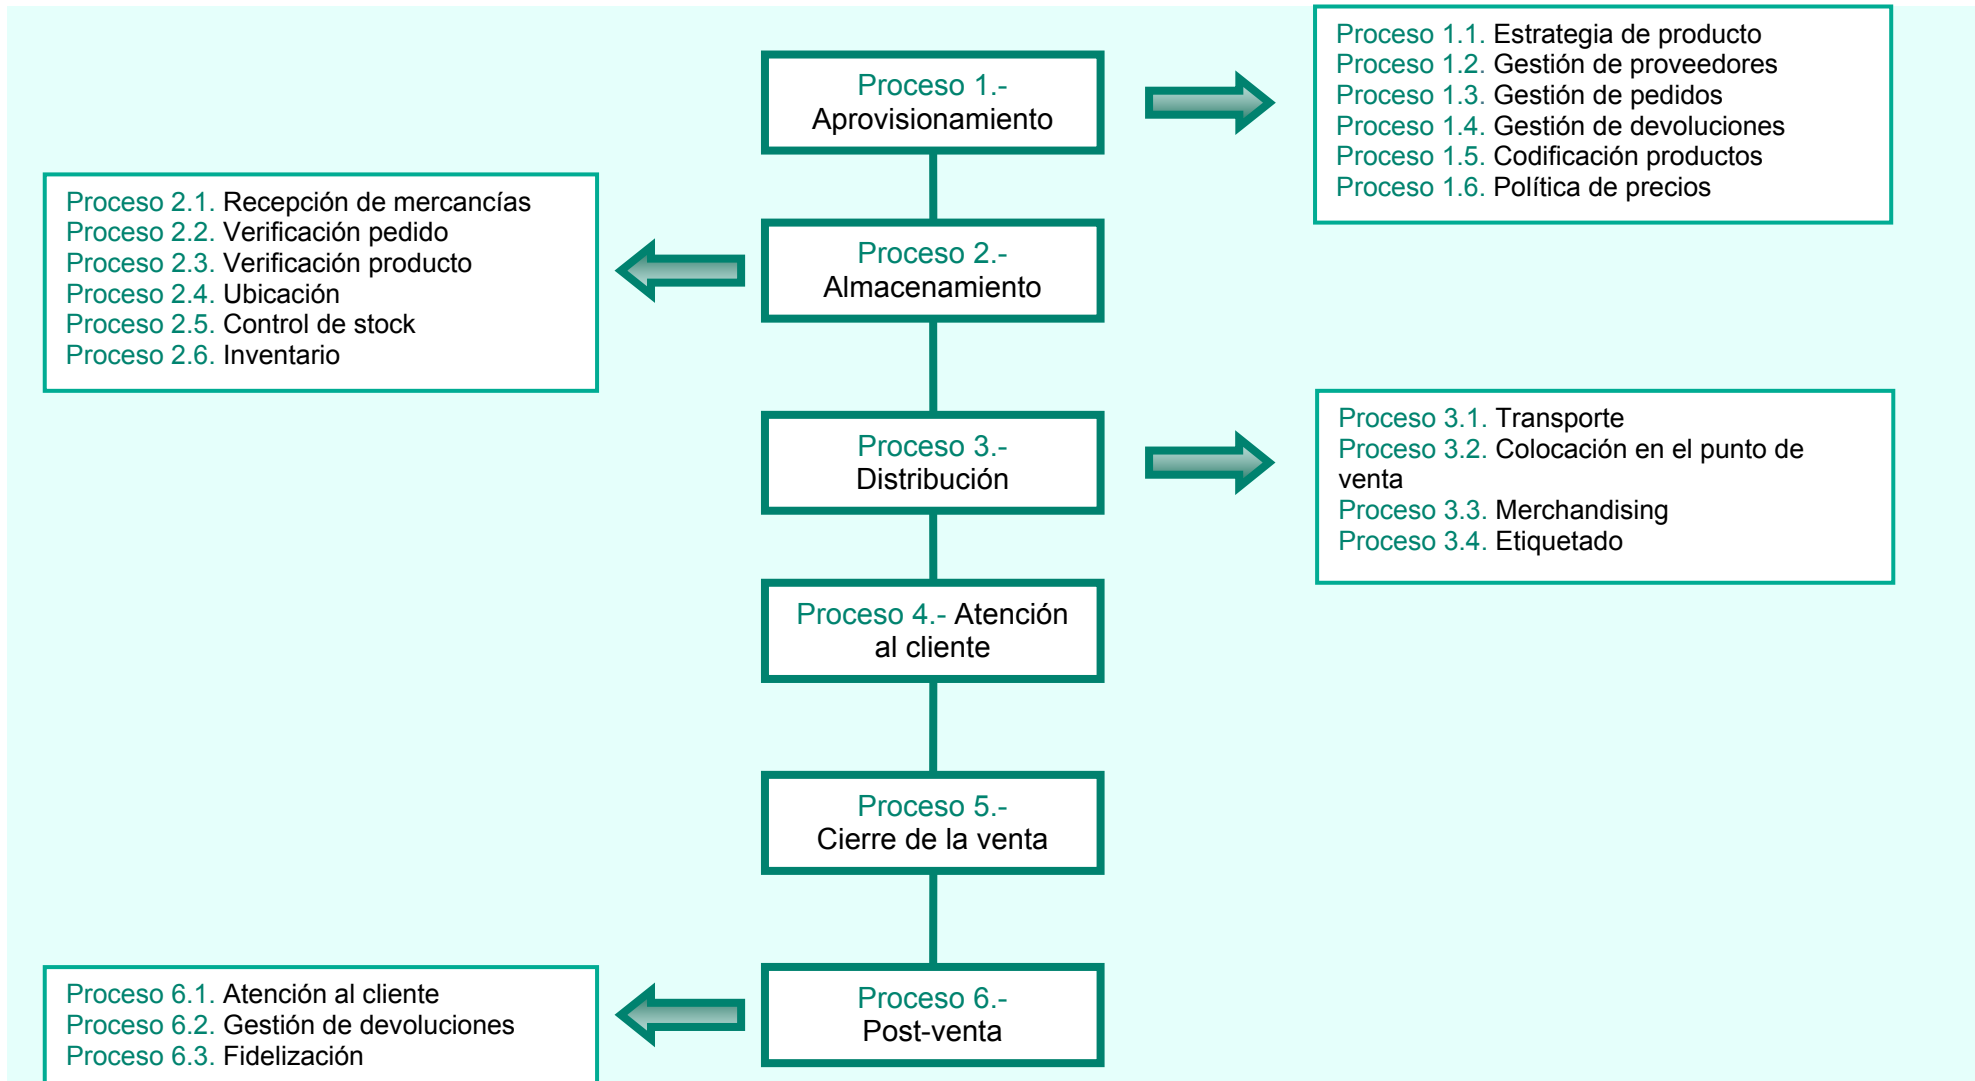 Proceso 1.-
Aprovisionamiento
Proceso 1.1. Estrategia de producto
Proceso 1.2. Gestión de proveedores
Proceso 1.3. Gestión de pedidos
Proceso 1.4. Gestión de devoluciones
Proceso 1.5. Codificación productos
Proceso 1.6. Política de precios
Proceso 2.1. Recepción de mercancías
Proceso 2.2. Verificación pedido
Proceso 2.3. Verificación producto
Proceso 2.4. Ubicación
Proceso 2.5. Control de stock
Proceso 2.6. Inventario
Proceso 2.-
Almacenamiento
Proceso 3.-
Distribución
Proceso 3.1. Transporte
Proceso 3.2. Colocación en el punto de
venta
Proceso 3.3. Merchandising
Proceso 3.4. Etiquetado
Proceso 4.- Atención
al cliente
Proceso 5.-
Cierre de la venta
Proceso 6.1. Atención al cliente
Proceso 6.2. Gestión de devoluciones
Proceso 6.3. Fidelización
Proceso 6.-
Post-venta